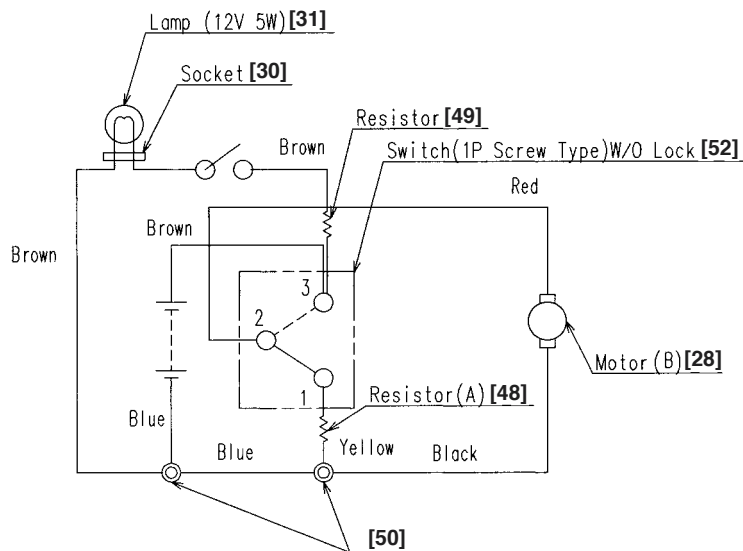 Lamp (12V 5W) [31]
Socket [30]
Resistor [49]
Brown
Switch(1P Screw Type)W/O Lock [52]
Red
Brown
Brown
3
2
1
Motor(B) [28]
Resistor(A) [48]
Blue
Blue
Yellow
Black
[50]